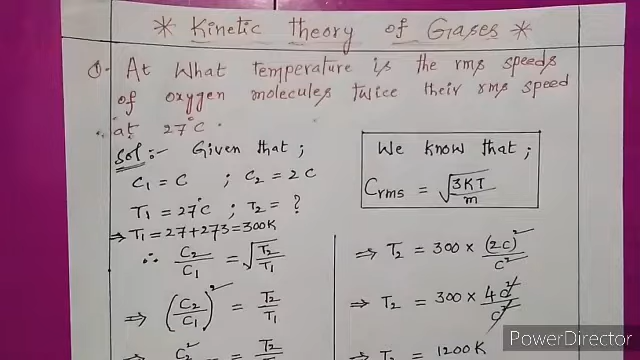 * Kinetic theory of Gases *
Q- At what temperature is the rms speeds
of oxygen molecules twice their rms speed
at 27°C.
Sol:- Given that;
C₁ = C ; C₂ = 2C
T₁ = 27°C ; T₂ = ?
⇒ T₁ = 27+273 = 300K
∴ C₂/C₁ = √(T₂/T₁)
⇒ (C₂/C₁)² = T₂/T₁
⇒ C₂²/ = T₂/
We know that;
Crms = √(3KT/m)
⇒ T₂ = 300 × (2C)²/C²
⇒ T₂ = 300 × 4C²/C²
⇒ T₂ = 1200K
PowerDirector